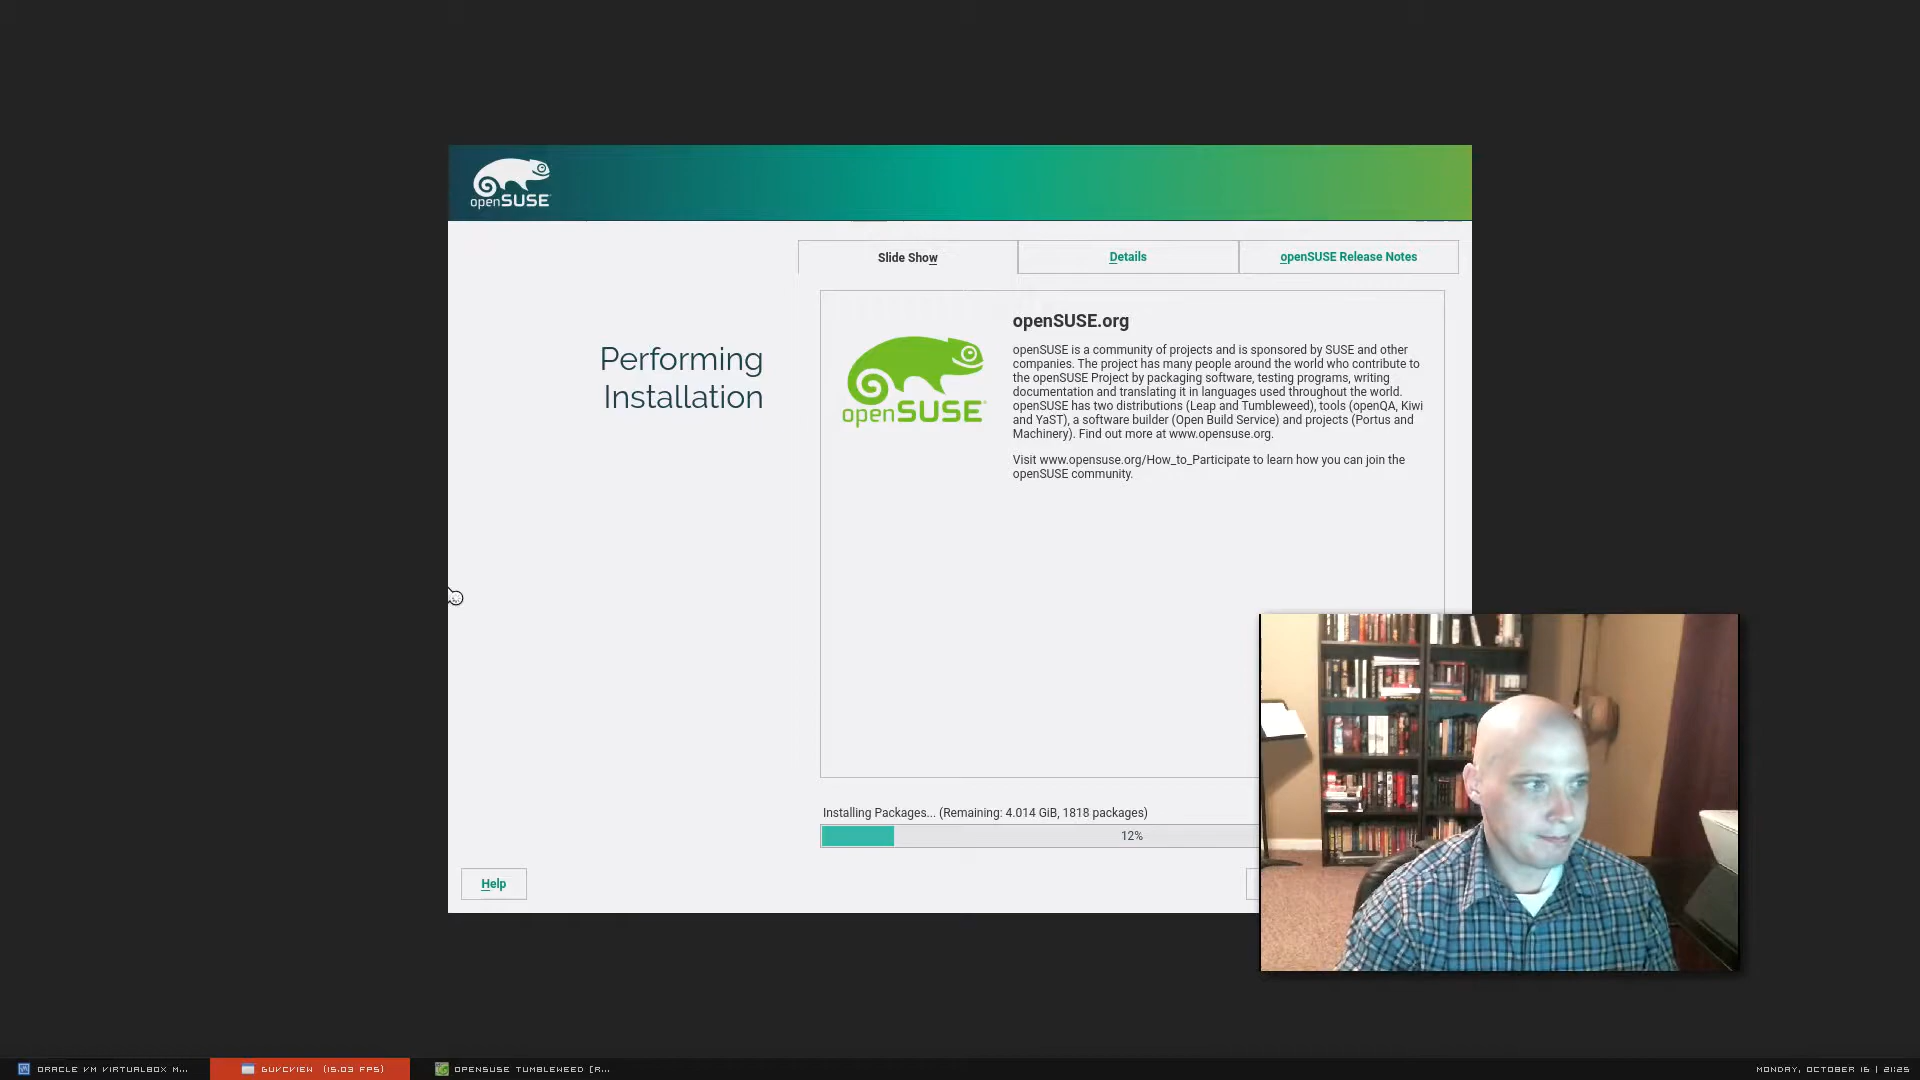 openSUSE
Slide Show
Details
openSUSE Release Notes
Performing
Installation
openSUSE
openSUSE.org
openSUSE is a community of projects and is sponsored by SUSE and other
companies. The project has many people around the world who contribute to
the openSUSE Project by packaging software, testing programs, writing
documentation and translating it in languages used throughout the world.
openSUSE has two distributions (Leap and Tumbleweed), tools (openQA, Kiwi
and YaST), a software builder (Open Build Service) and projects (Portus and
Machinery). Find out more at www.opensuse.org.
Visit www.opensuse.org/How_to_Participate to learn how you can join the
openSUSE community.
Installing Packages... (Remaining: 4.014 GiB, 1818 packages)
12%
Help
ORACLE VM VIRTUALBOX M...
GUVCVIEW (15.03 FPS)
OPENSUSE TUMBLEWEED [R...
MONDAY, OCTOBER 16 | 21:25